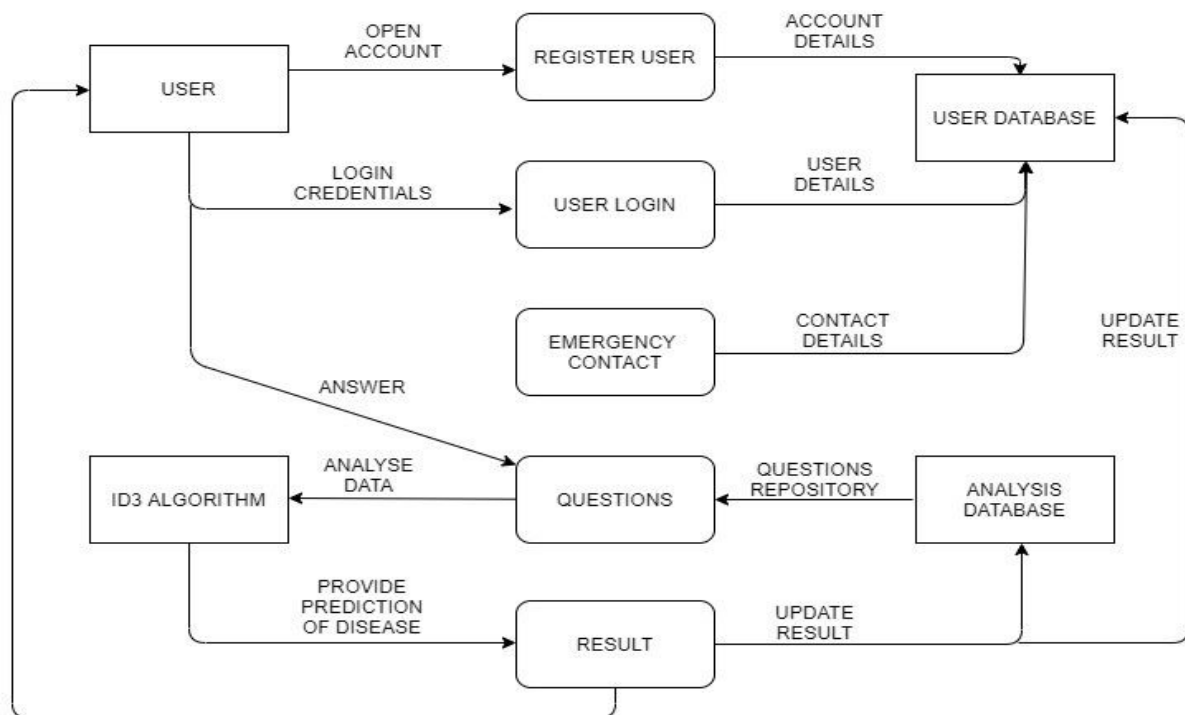 OPEN
ACCOUNT
REGISTER USER
ACCOUNT
DETAILS
USER
USER DATABASE
LOGIN
CREDENTIALS
USER LOGIN
USER
DETAILS
EMERGENCY
CONTACT
CONTACT
DETAILS
UPDATE
RESULT
ANSWER
ID3 ALGORITHM
ANALYSE
DATA
QUESTIONS
QUESTIONS
REPOSITORY
ANALYSIS
DATABASE
PROVIDE
PREDICTION
OF DISEASE
RESULT
UPDATE
RESULT